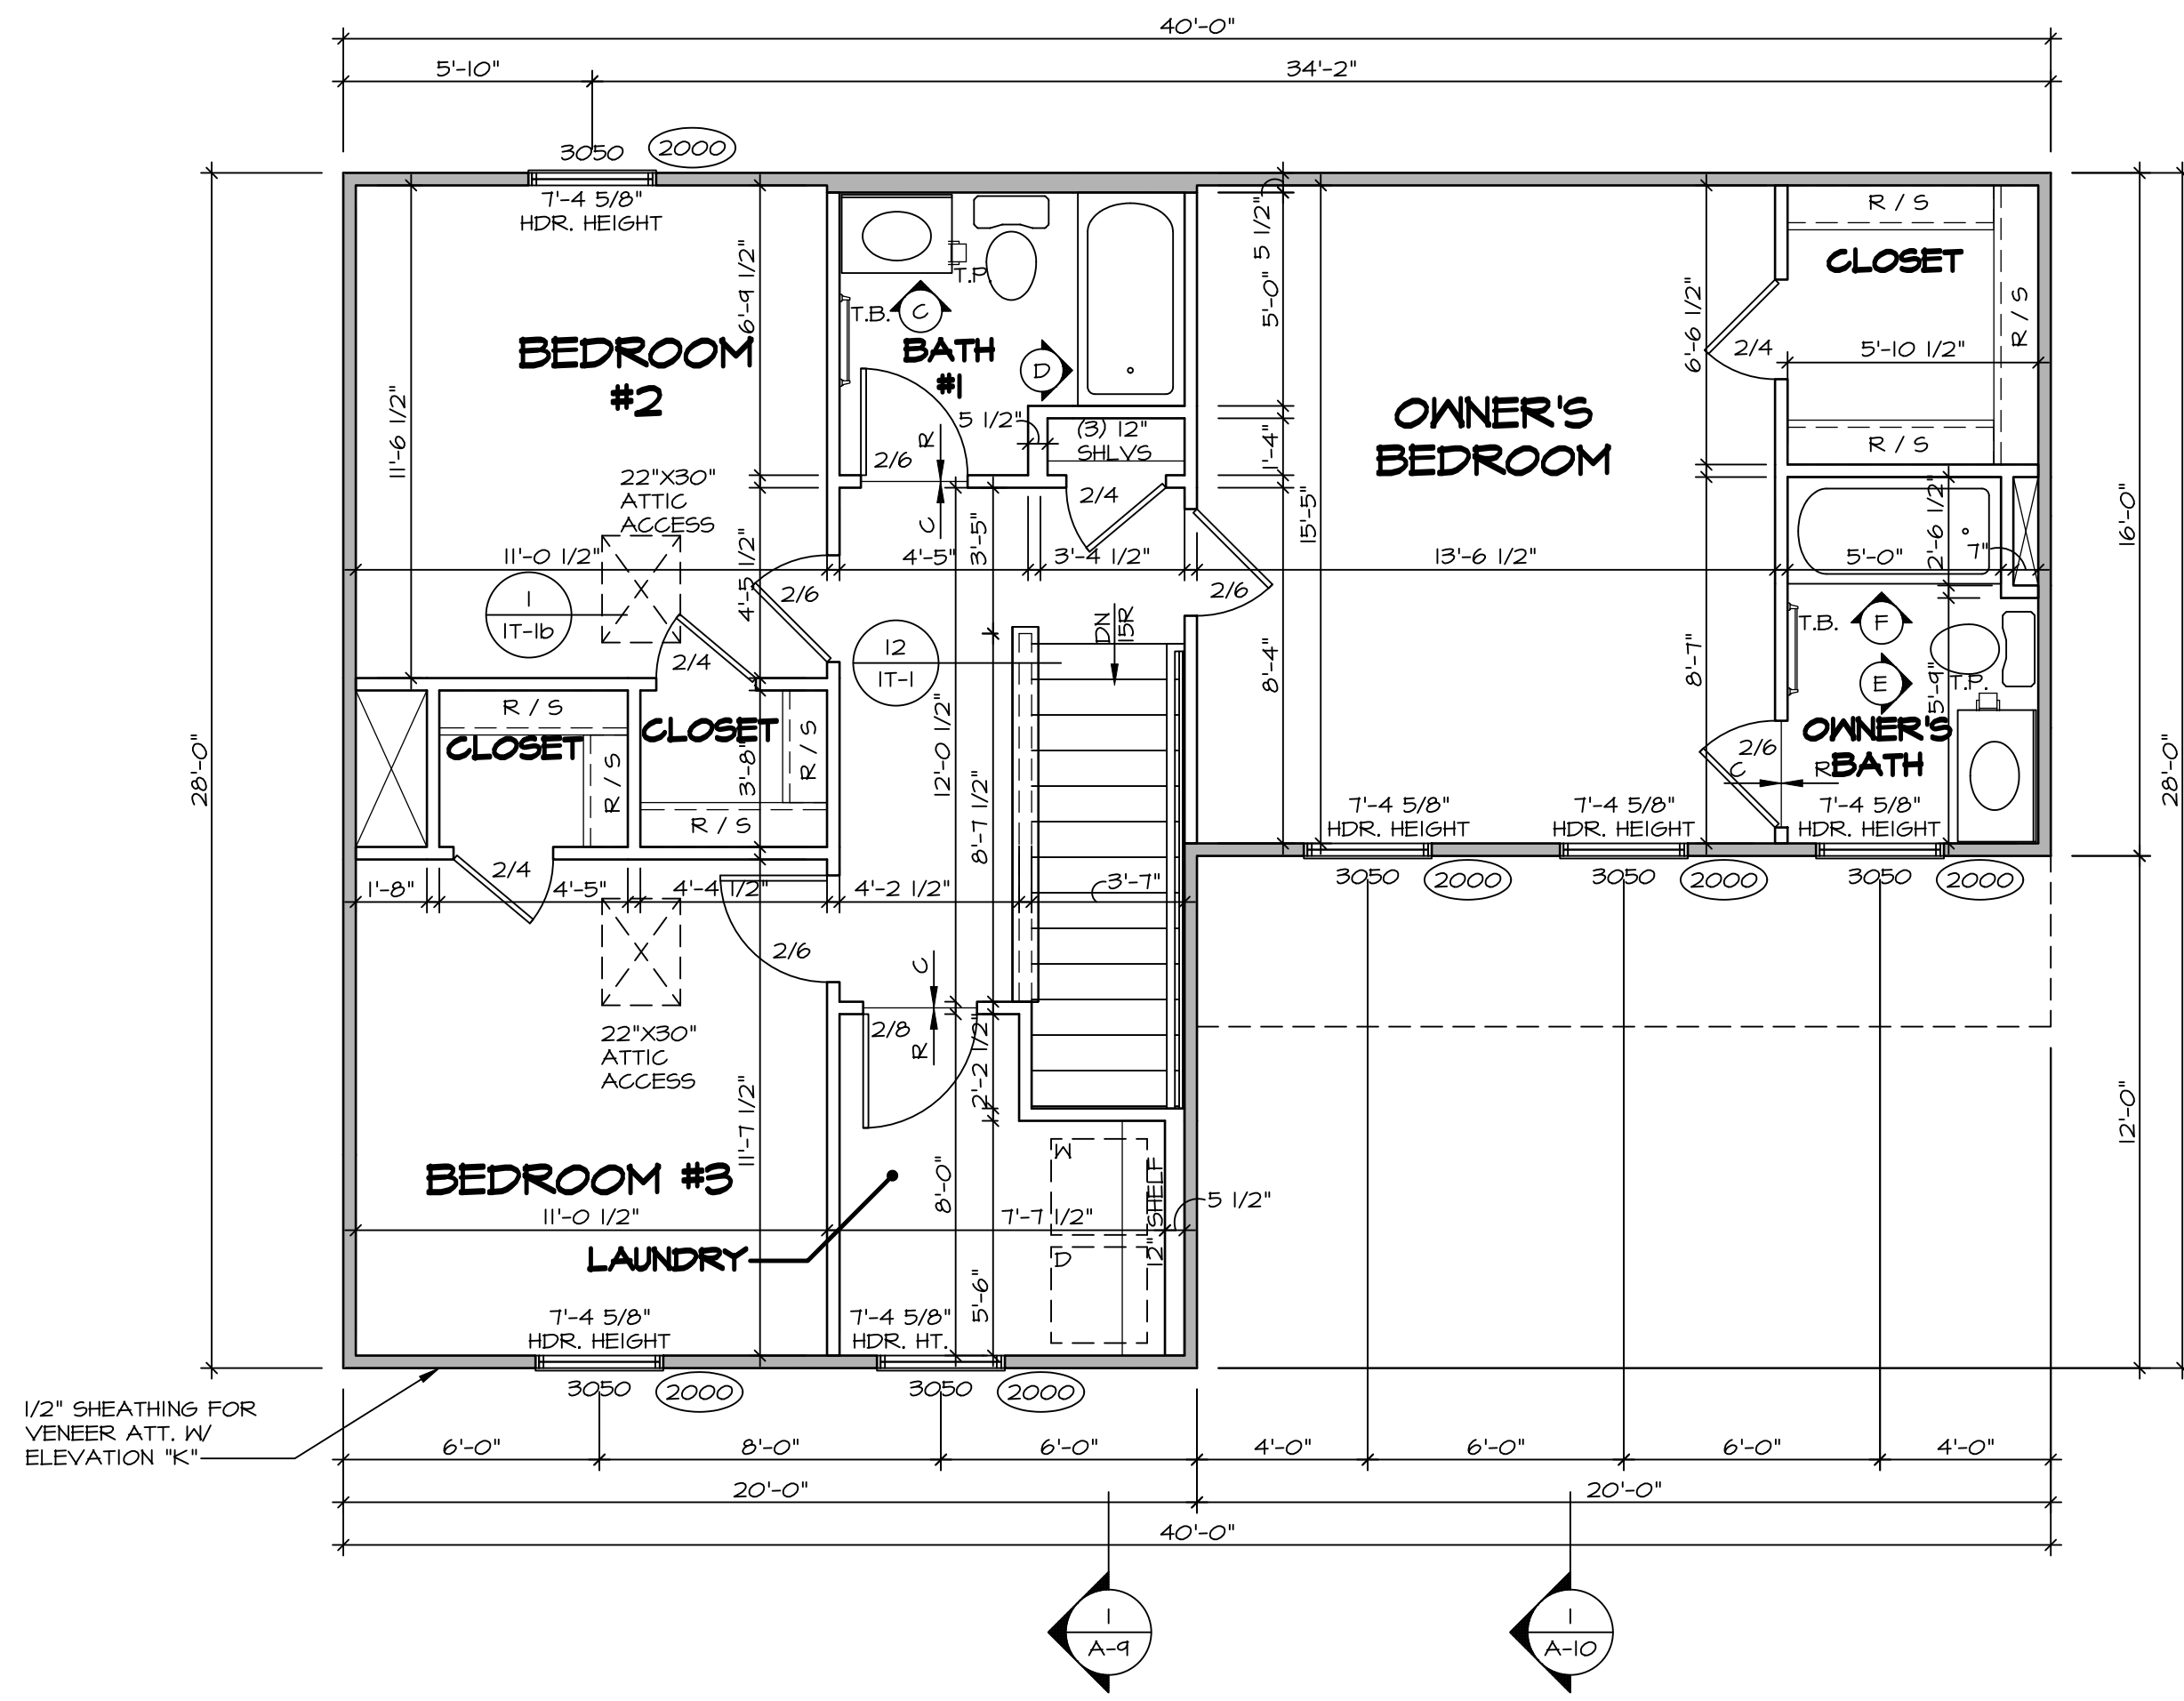 40'-0"
5'-10"
34'-2"
3050
2000
7'-4 5/8"
HDR. HEIGHT
R / S
CLOSET
R / S
T.P.
T.B.
C
6'-9 1/2"
5 1/2"
5'-0"
6'-6 1/2"
BEDROOM
#2
BATH
#1
D
2/4
5'-10 1/2"
11'-6 1/2"
5 1/2"
(3) 12"
SHLVS
1'-4"
OWNER'S
BEDROOM
R / S
R
2/6
C
22"X30"
ATTIC
ACCESS
2/4
15'-5"
16'-0"
11'-0 1/2"
4'-5 1/2"
4'-5"
3'-5"
3'-4 1/2"
13'-6 1/2"
5'-0"
2'-6 1/2"
7"
1
1T-1b
2/6
2/6
DN
15R
T.B.
F
12
1T-1
2/4
8'-4"
8'-7"
E
T.P.
5'-9"
R / S
CLOSET
CLOSET
R / S
R / S
3'-8"
R / S
12'-0 1/2"
8'-7 1/2"
2/6
C
R
OWNER'S
BATH
28'-0"
28'-0"
7'-4 5/8"
HDR. HEIGHT
7'-4 5/8"
HDR. HEIGHT
7'-4 5/8"
HDR. HEIGHT
3050
2000
3050
2000
3050
2000
2/4
1'-8"
4'-5"
4'-4 1/2"
4'-2 1/2"
3'-7"
2/6
C
2/8
R
22"X30"
ATTIC
ACCESS
2'-2 1/2"
12'-0"
11'-7 1/2"
BEDROOM #3
8'-0"
W
12" SHELF
5 1/2"
11'-0 1/2"
7'-7 1/2"
LAUNDRY
D
5'-6"
7'-4 5/8"
HDR. HEIGHT
7'-4 5/8"
HDR. HT.
3050
2000
3050
2000
1/2" SHEATHING FOR
VENEER ATT. W/
ELEVATION "K"
6'-0"
8'-0"
6'-0"
4'-0"
6'-0"
6'-0"
4'-0"
20'-0"
20'-0"
40'-0"
1
A-9
1
A-10